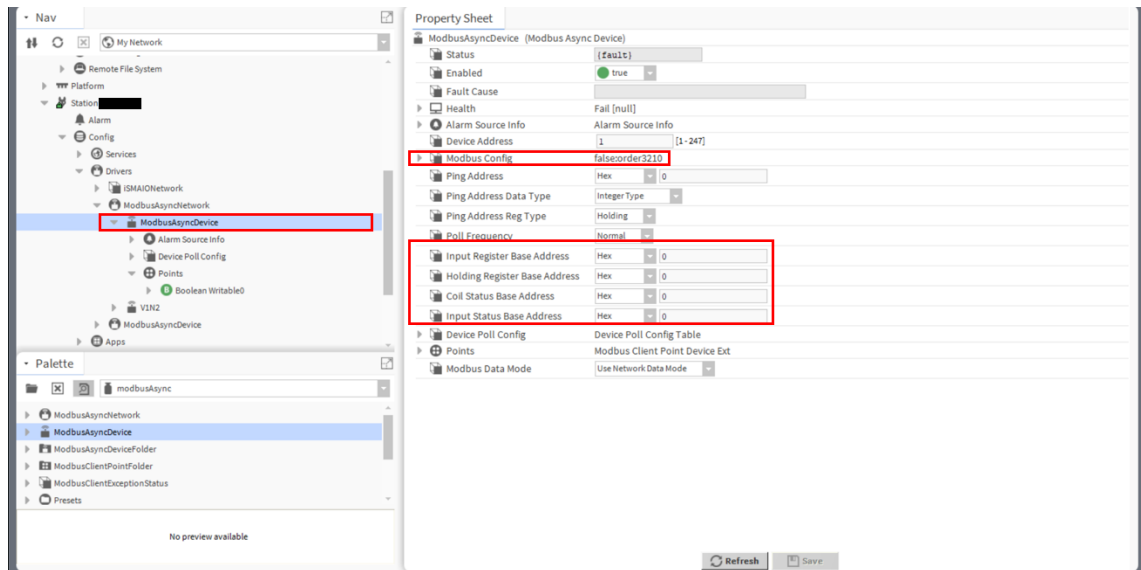 Nav
My Network
Remote File System
Platform
Station
Alarm
Config
Services
Drivers
iSMAIONetwork
ModbusAsyncNetwork
ModbusAsyncDevice
Alarm Source Info
Device Poll Config
Points
Boolean Writable0
V1N2
ModbusAsyncDevice
Apps
Palette
modbusAsync
ModbusAsyncNetwork
ModbusAsyncDevice
ModbusAsyncDeviceFolder
ModbusClientPointFolder
ModbusClientExceptionStatus
Presets
No preview available
Property Sheet
ModbusAsyncDevice (Modbus Async Device)
Status {fault}
Enabled true
Fault Cause
Health Fail [null]
Alarm Source Info Alarm Source Info
Device Address 1 [1-247]
Modbus Config false:order3210
Ping Address Hex 0
Ping Address Data Type Integer Type
Ping Address Reg Type Holding
Poll Frequency Normal
Input Register Base Address Hex 0
Holding Register Base Address Hex 0
Coil Status Base Address Hex 0
Input Status Base Address Hex 0
Device Poll Config Device Poll Config Table
Points Modbus Client Point Device Ext
Modbus Data Mode Use Network Data Mode
Refresh Save